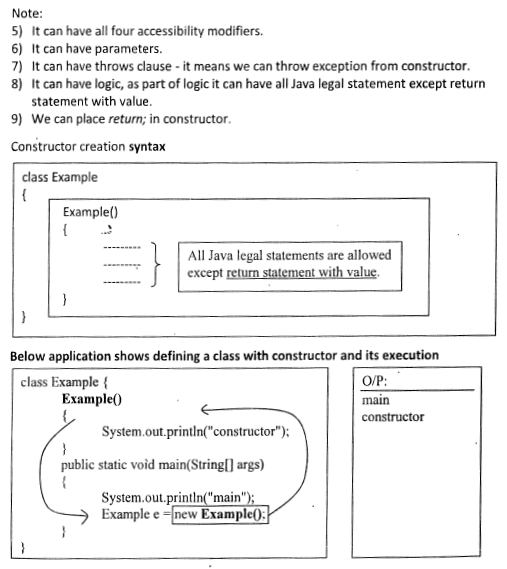 Note:
5) It can have all four accessibility modifiers.
6) It can have parameters.
7) It can have throws clause - it means we can throw exception from constructor.
8) It can have logic, as part of logic it can have all Java legal statement except return
statement with value.
9) We can place return; in constructor.
Constructor creation syntax
class Example
{
Example()
{
--------
--------
--------
}
All Java legal statements are allowed
except return statement with value.
}
}
Below application shows defining a class with constructor and its execution
class Example {
Example()
{
System.out.println("constructor");
}
public static void main(String[] args)
{
System.out.println("main");
Example e = new Example();
}
}
O/P:
main
constructor